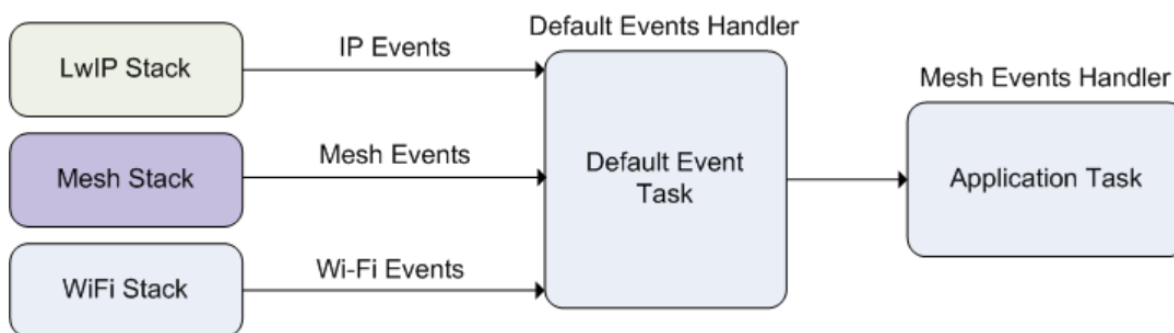 Default Events Handler
LwIP Stack
IP Events
Mesh Events Handler
Mesh Stack
Mesh Events
Default Event
Task
Application Task
WiFi Stack
Wi-Fi Events